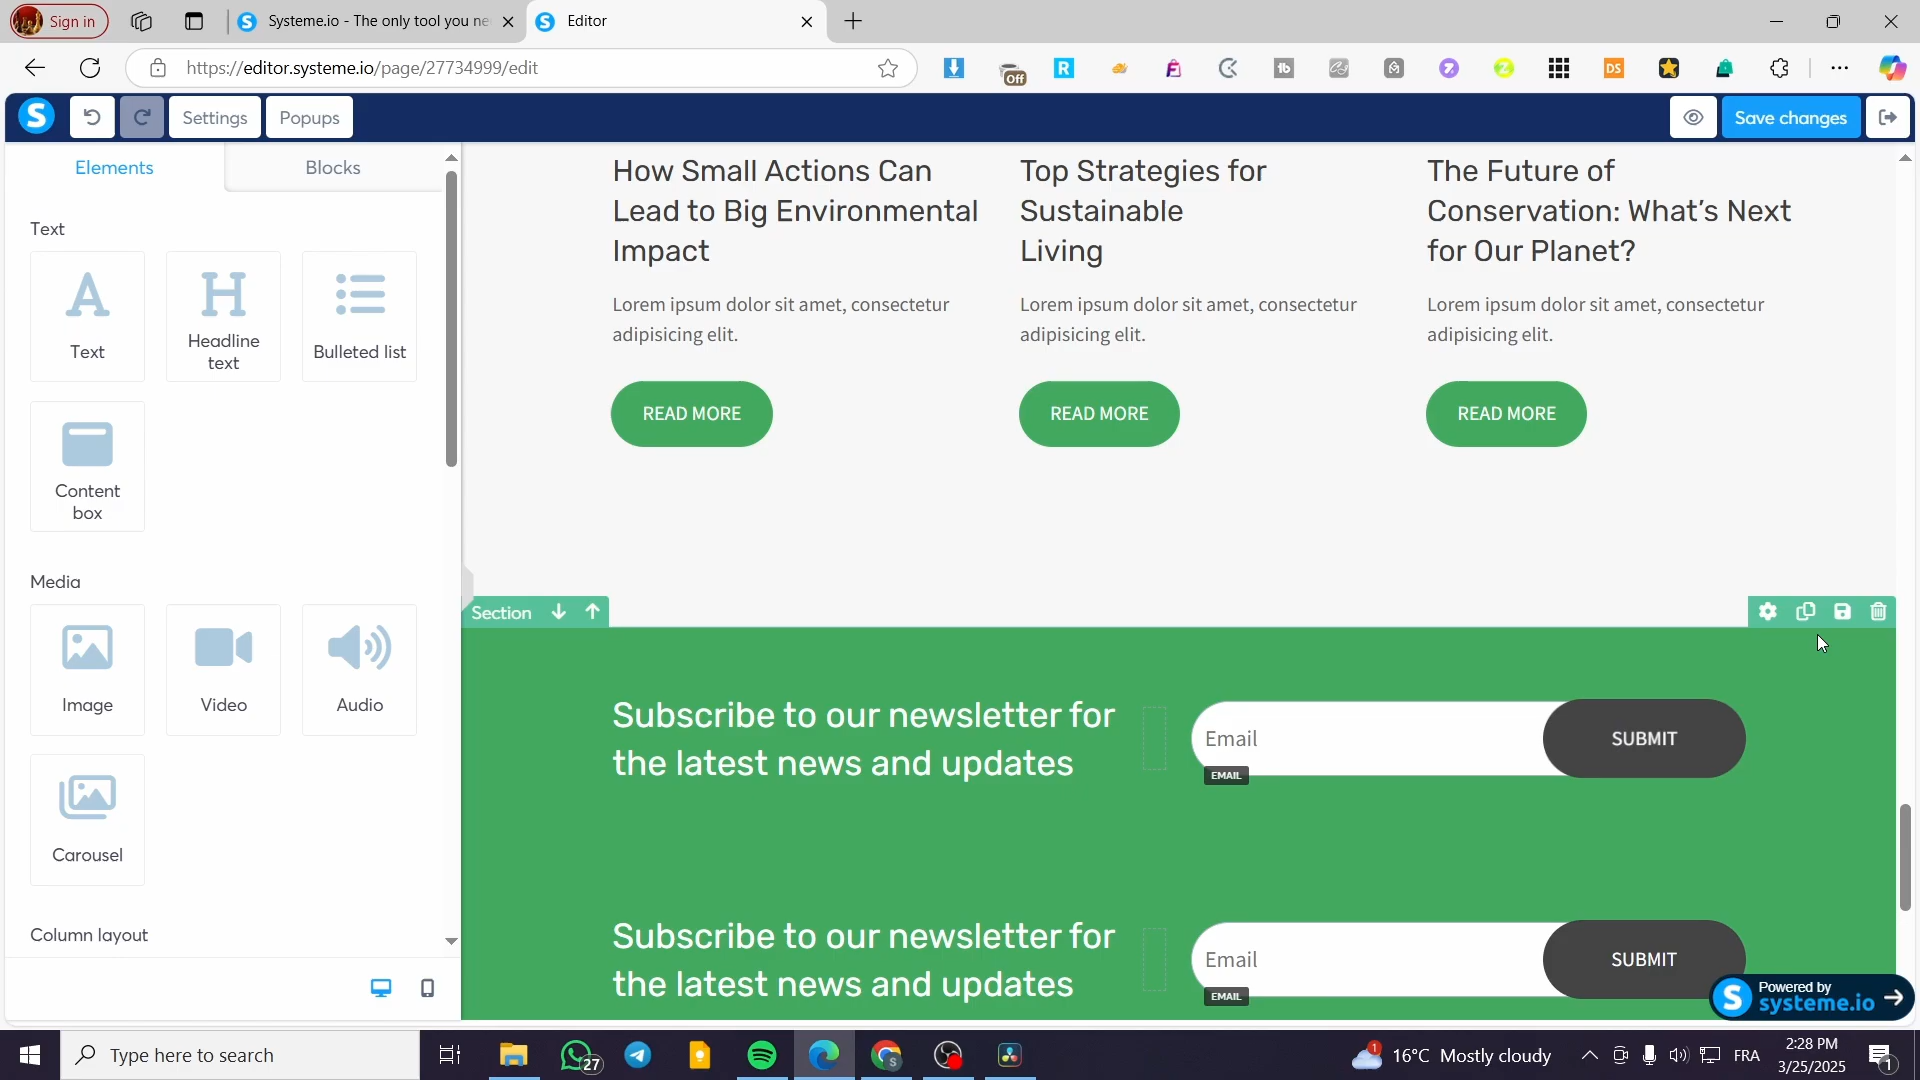 Sign in
Systeme.io - The only tool you ne
Editor
https://editor.systeme.io/page/27734999/edit
Off
Settings
Popups
Save changes
Elements
Blocks
Text
Text
Headline
text
Bulleted list
Content
box
Media
Image
Video
Audio
Carousel
Column layout
How Small Actions Can
Lead to Big Environmental
Impact
Lorem ipsum dolor sit amet, consectetur
adipisicing elit.
READ MORE
Top Strategies for
Sustainable
Living
Lorem ipsum dolor sit amet, consectetur
adipisicing elit.
READ MORE
The Future of
Conservation: What’s Next
for Our Planet?
Lorem ipsum dolor sit amet, consectetur
adipisicing elit.
READ MORE
Section
Subscribe to our newsletter for
the latest news and updates
Email
EMAIL
SUBMIT
Subscribe to our newsletter for
the latest news and updates
Email
EMAIL
SUBMIT
Powered by
systeme.io
Type here to search
27
1
16°C Mostly cloudy
FRA
2:28 PM
3/25/2025
1